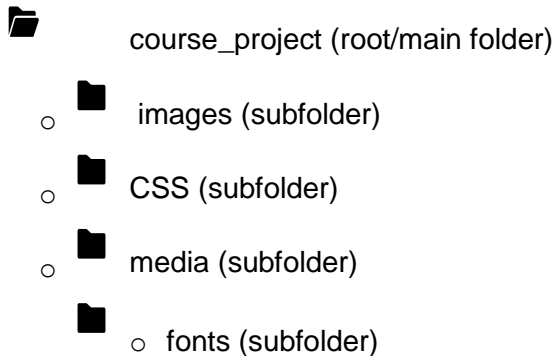 course_project (root/main folder)
○ images (subfolder)
○ CSS (subfolder)
○ media (subfolder)
○ fonts (subfolder)